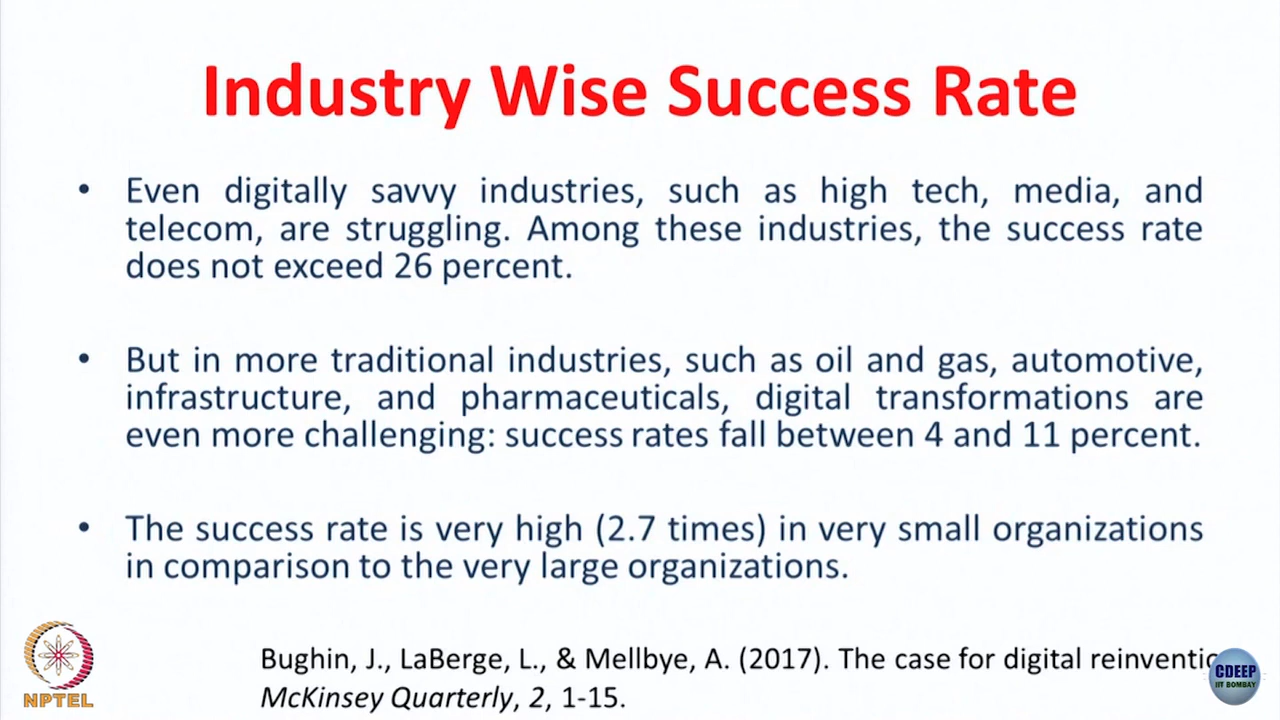 Industry Wise Success Rate
• Even digitally savvy industries, such as high tech, media, and
telecom, are struggling. Among these industries, the success rate
does not exceed 26 percent.
• But in more traditional industries, such as oil and gas, automotive,
infrastructure, and pharmaceuticals, digital transformations are
even more challenging: success rates fall between 4 and 11 percent.
• The success rate is very high (2.7 times) in very small organizations
in comparison to the very large organizations.
Bughin, J., LaBerge, L., & Mellbye, A. (2017). The case for digital
McKinsey Quarterly, 2, 1-15.
NPTEL
CDEEP
IIT BOMBAY